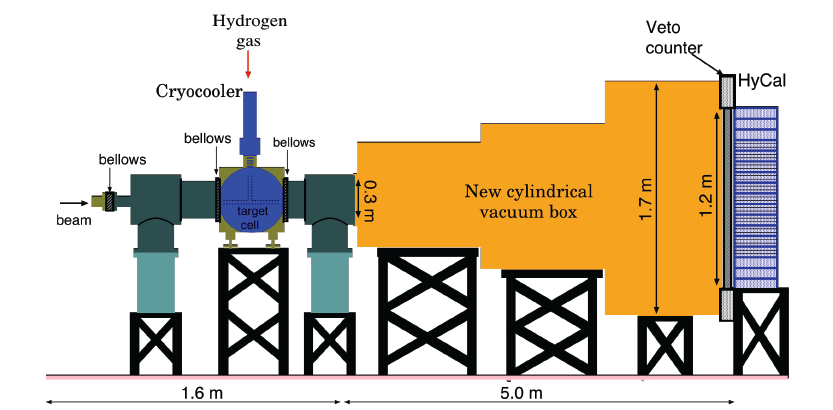 Hydrogen
gas
Veto
counter
HyCal
Cryocooler
bellows
bellows
bellows
beam
target
cell
0.3 m
New cylindrical
vacuum box
1.7 m
1.2 m
1.6 m
5.0 m